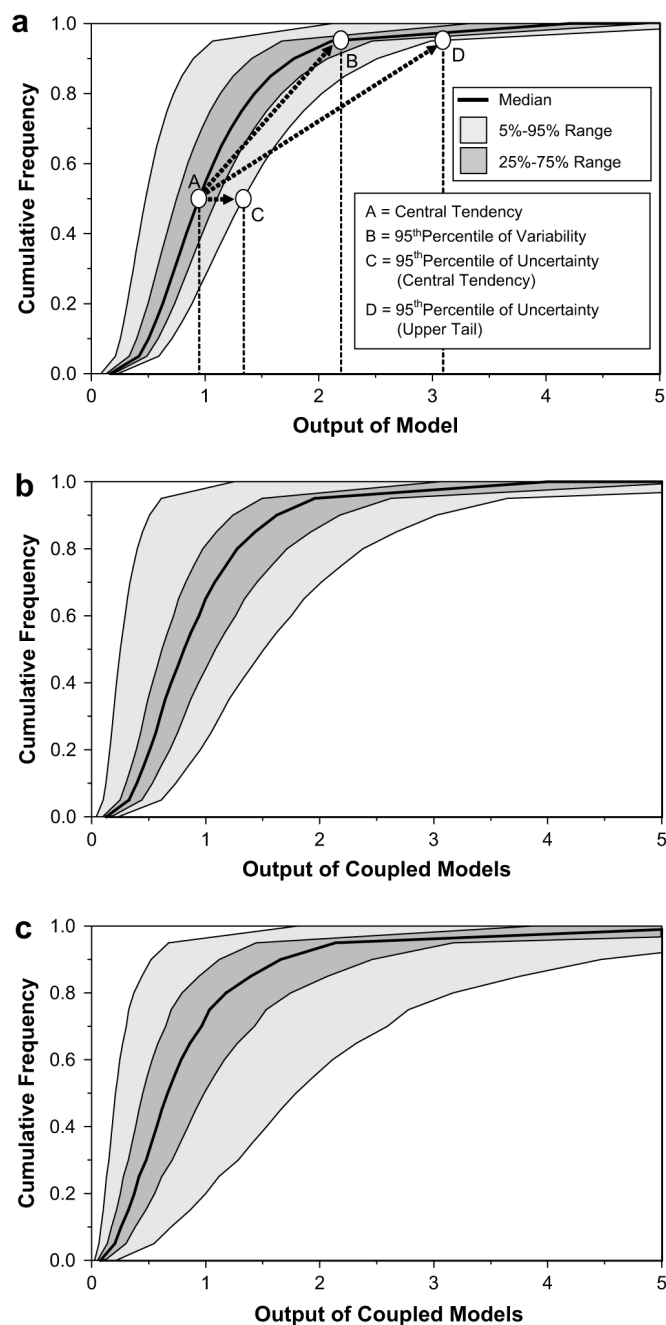 a
1.0
0.8
0.6
0.4
0.2
0.0
Cumulative Frequency
A
B
C
D
Median
5%-95% Range
25%-75% Range
A = Central Tendency
B = 95thPercentile of Variability
C = 95thPercentile of Uncertainty
(Central Tendency)
D = 95thPercentile of Uncertainty
(Upper Tail)
0 1 2 3 4 5
Output of Model
b
1.0
0.8
0.6
0.4
0.2
0.0
Cumulative Frequency
0 1 2 3 4 5
Output of Coupled Models
c
1.0
0.8
0.6
0.4
0.2
0.0
Cumulative Frequency
0 1 2 3 4 5
Output of Coupled Models